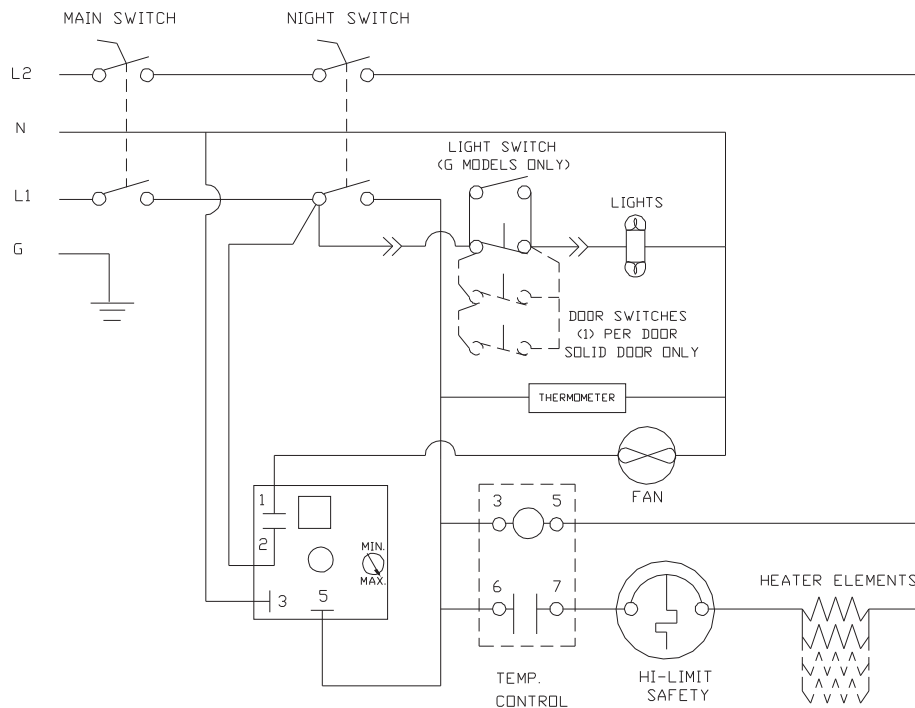 MAIN SWITCH
NIGHT SWITCH
L2
N
LIGHT SWITCH
(G MODELS ONLY)
L1
LIGHTS
G
DOOR SWITCHES
(1) PER DOOR
SOLID DOOR ONLY
THERMOMETER
FAN
1
3
5
2
MIN.
MAX.
3
5
6
7
HEATER ELEMENTS
TEMP.
CONTROL
HI-LIMIT
SAFETY